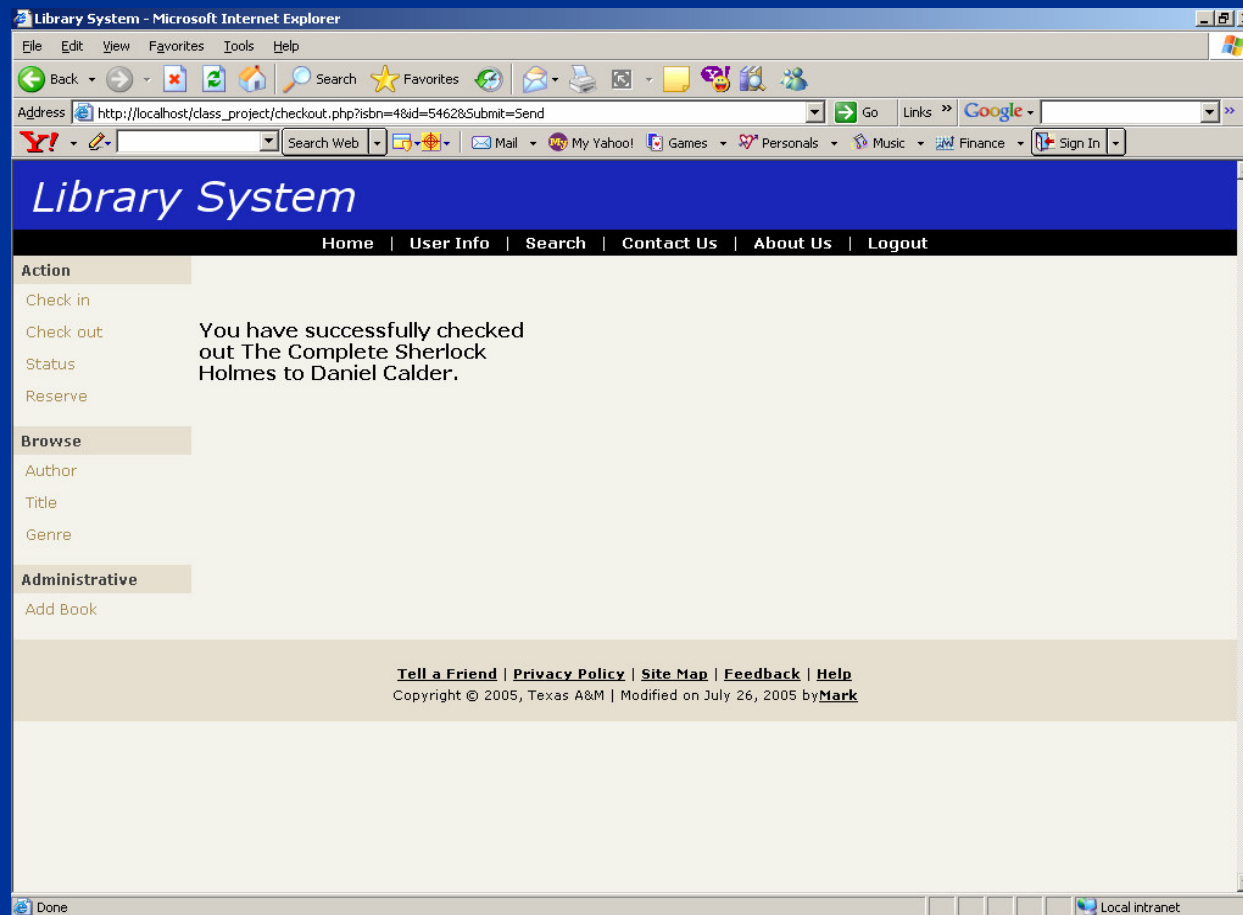 Library System - Microsoft Internet Explorer
File Edit View Favorites Tools Help
Back Search Favorites
Address http://localhost/class_project/checkout.php?isbn=4&id=5462&Submit=Send Go Links » Google »
Y! Search Web Mail My Yahoo! Games Personals Music Finance Sign In
Library System
Home | User Info | Search | Contact Us | About Us | Logout
Action
Check in
Check out
Status
Reserve
You have successfully checked
out The Complete Sherlock
Holmes to Daniel Calder.
Browse
Author
Title
Genre
Administrative
Add Book
Tell a Friend | Privacy Policy | Site Map | Feedback | Help
Copyright © 2005, Texas A&M | Modified on July 26, 2005 byMark
Done Local intranet